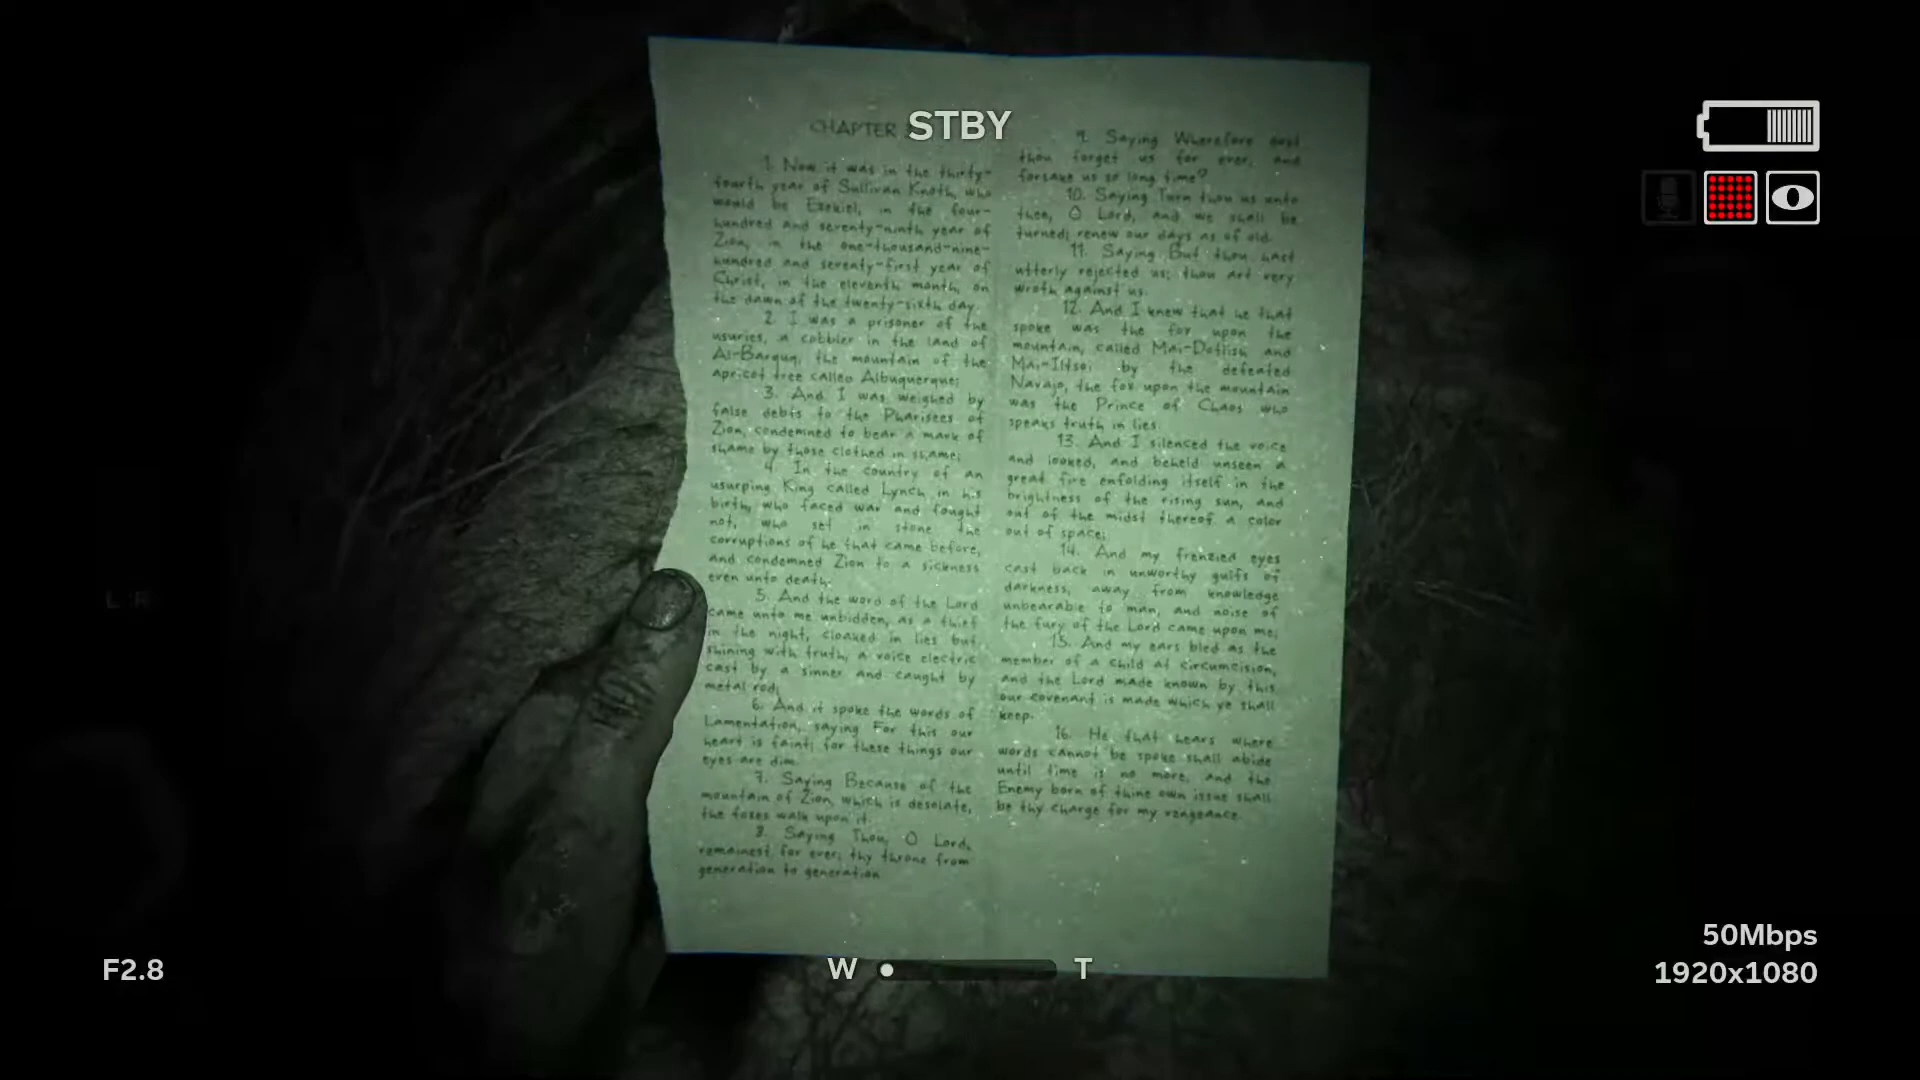 STBY
CHAPTER
1. Now it was in the thirty-
fourth year of Sullivan Knoth, who
would be Ezekiel, in the four-
hundred and seventy-ninth year of
Zion, in the one-thousand-nine-
hundred and seventy-first year of
Christ, in the eleventh month, on
the dawn of the twenty-sixth day.
2. I was a prisoner of the
usuries, a cobbler in the land of
Al-Barquq, the mountain of the
apricot tree called Albuquerque;
3. And I was weighed by
false debts to the Pharisees of
Zion, condemned to bear a mark of
shame by those clothed in shame;
4. In the country of an
usurping King called Lynch in his
birth, who faced war and fought
not, who set in stone the
corruptions of he that came before,
and condemned Zion to a sickness
even unto death.
5. And the word of the Lord
came unto me unbidden, as a thief
in the night, cloaked in lies but
shining with truth, a voice electric
cast by a sinner and caught by
metal rod;
6. And it spoke the words of
Lamentation, saying For this our
heart is faint; for these things our
eyes are dim.
7. Saying Because of the
mountain of Zion, which is desolate,
the foxes walk upon it.
8. Saying Thou, O Lord,
remainest for ever; thy throne from
generation to generation
9. Saying Wherefore dost
thou forget us for ever, and
forsake us so long time?
10. Saying Turn thou us unto
thee, O Lord, and we shall be
turned; renew our days as of old.
11. Saying But thou hast
utterly rejected us; thou art very
wroth against us.
12. And I knew that he that
spoke was the fox upon the
mountain, called Mai-Dotlish and
Mai-Iltsoi by the defeated
Navajo, the fox upon the mountain
was the Prince of Chaos who
speaks truth in lies.
13. And I silenced the voice
and looked, and beheld unseen a
great fire enfolding itself in the
brightness of the rising sun, and
out of the midst thereof a color
out of space;
14. And my frenzied eyes
cast back in unworthy gulfs of
darkness, away from knowledge
unbearable to man, and noise of
the fury of the Lord came upon me;
15. And my ears bled as the
member of a child at circumcision,
and the Lord made known by this
our covenant is made which ye shall
keep.
16. He that hears where
words cannot be spoke shall abide
until time is no more, and the
Enemy born of thine own issue shall
be thy charge for my vengeance.
L R
F2.8
W T
50Mbps
1920x1080